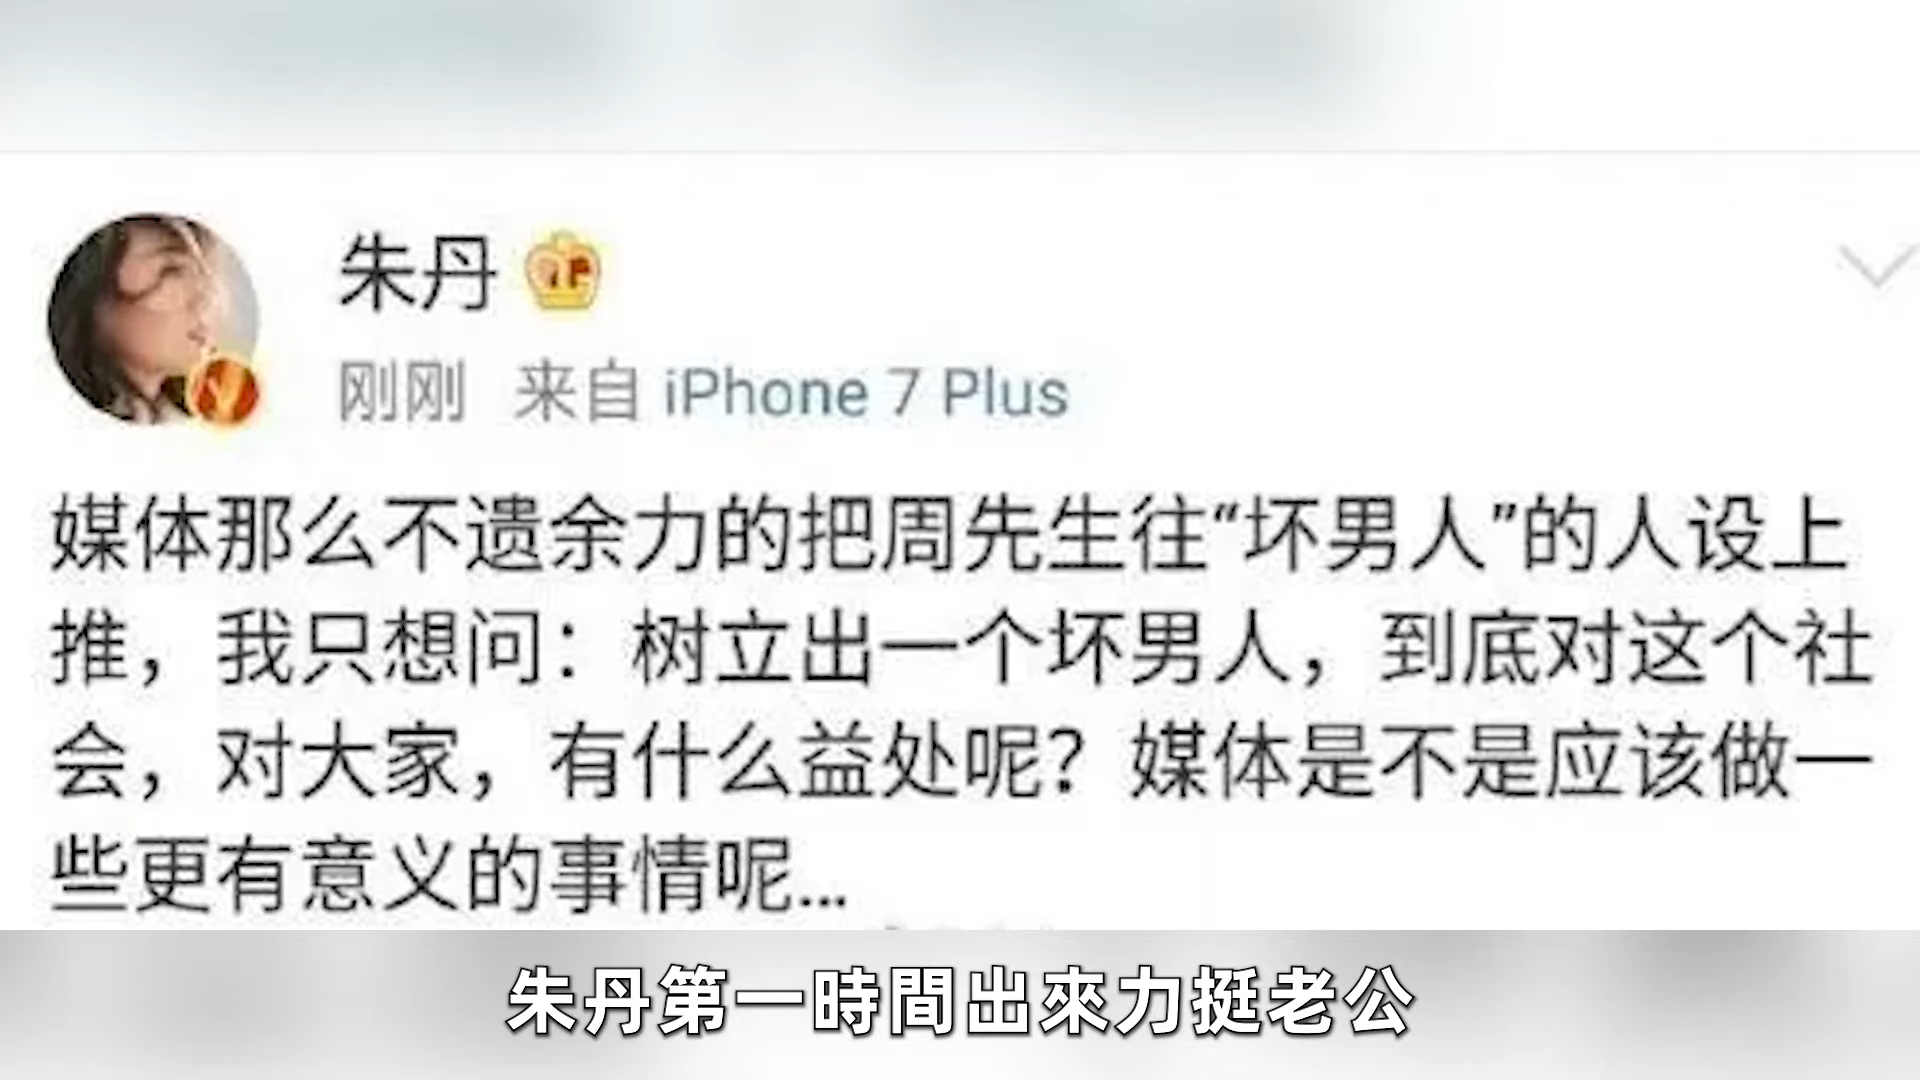 朱丹
刚刚 来自 iPhone 7 Plus
媒体那么不遗余力的把周先生往“坏男人”的人设上
推，我只想问：树立出一个坏男人，到底对这个社
会，对大家，有什么益处呢？媒体是不是应该做一
些更有意义的事情呢...
朱丹第一時間出來力挺老公